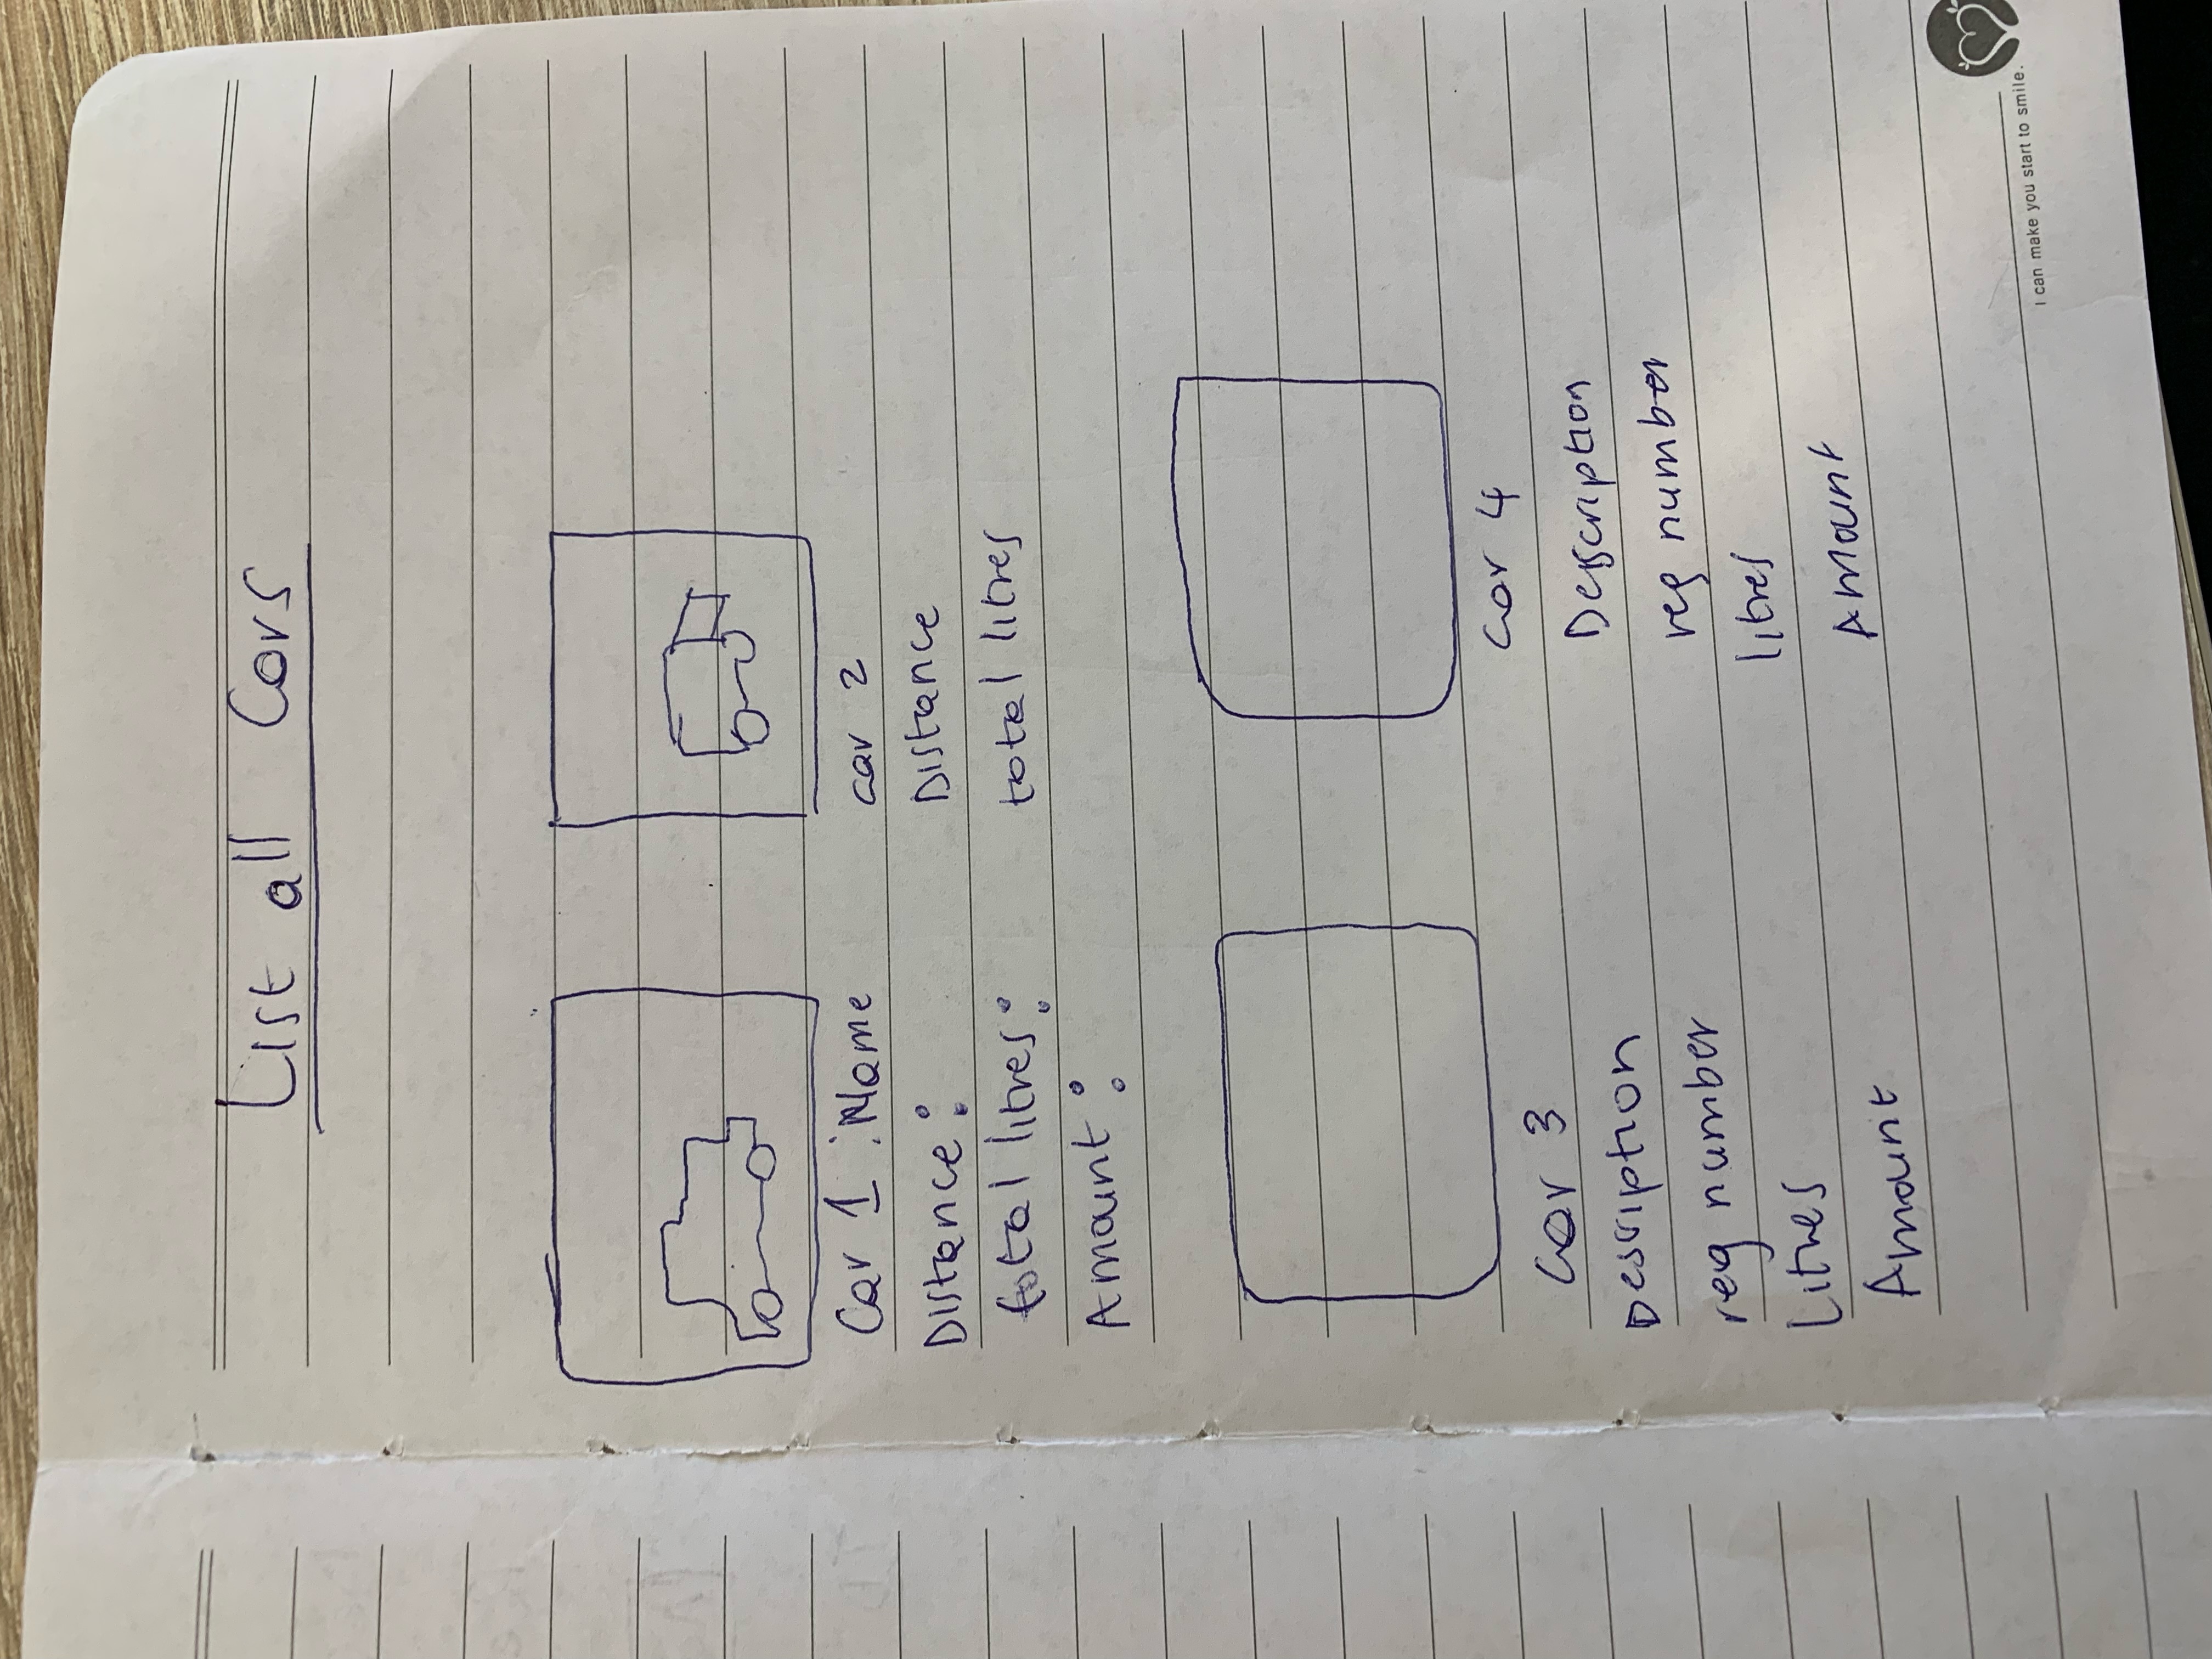 List all Cars
Car 1 : Name
Distance :
total litres :
Amount :
car 2
Distance
total litres
Car 3
Description
reg number
Litres
Amount
Car 4
Description
reg number
litres
Amount
I can make you start to smile.